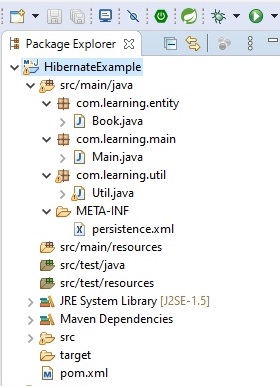 Package Explorer
HibernateExample
src/main/java
com.learning.entity
Book.java
com.learning.main
Main.java
com.learning.util
Util.java
META-INF
persistence.xml
src/main/resources
src/test/java
src/test/resources
JRE System Library [J2SE-1.5]
Maven Dependencies
src
target
pom.xml